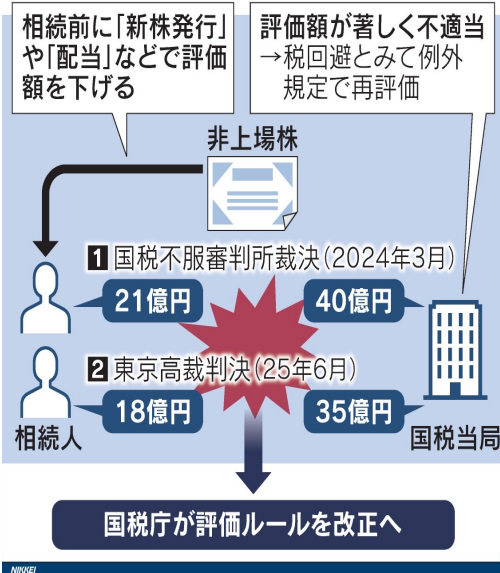 相続前に「新株発行」
や「配当」などで評価
額を下げる
評価額が著しく不適当
→税回避とみて例外
規定で再評価
非上場株
1 国税不服審判所裁決(2024年3月)
21億円
40億円
2 東京高裁判決(25年6月)
18億円
35億円
相続人
国税当局
国税庁が評価ルールを改正へ
NIKKEI